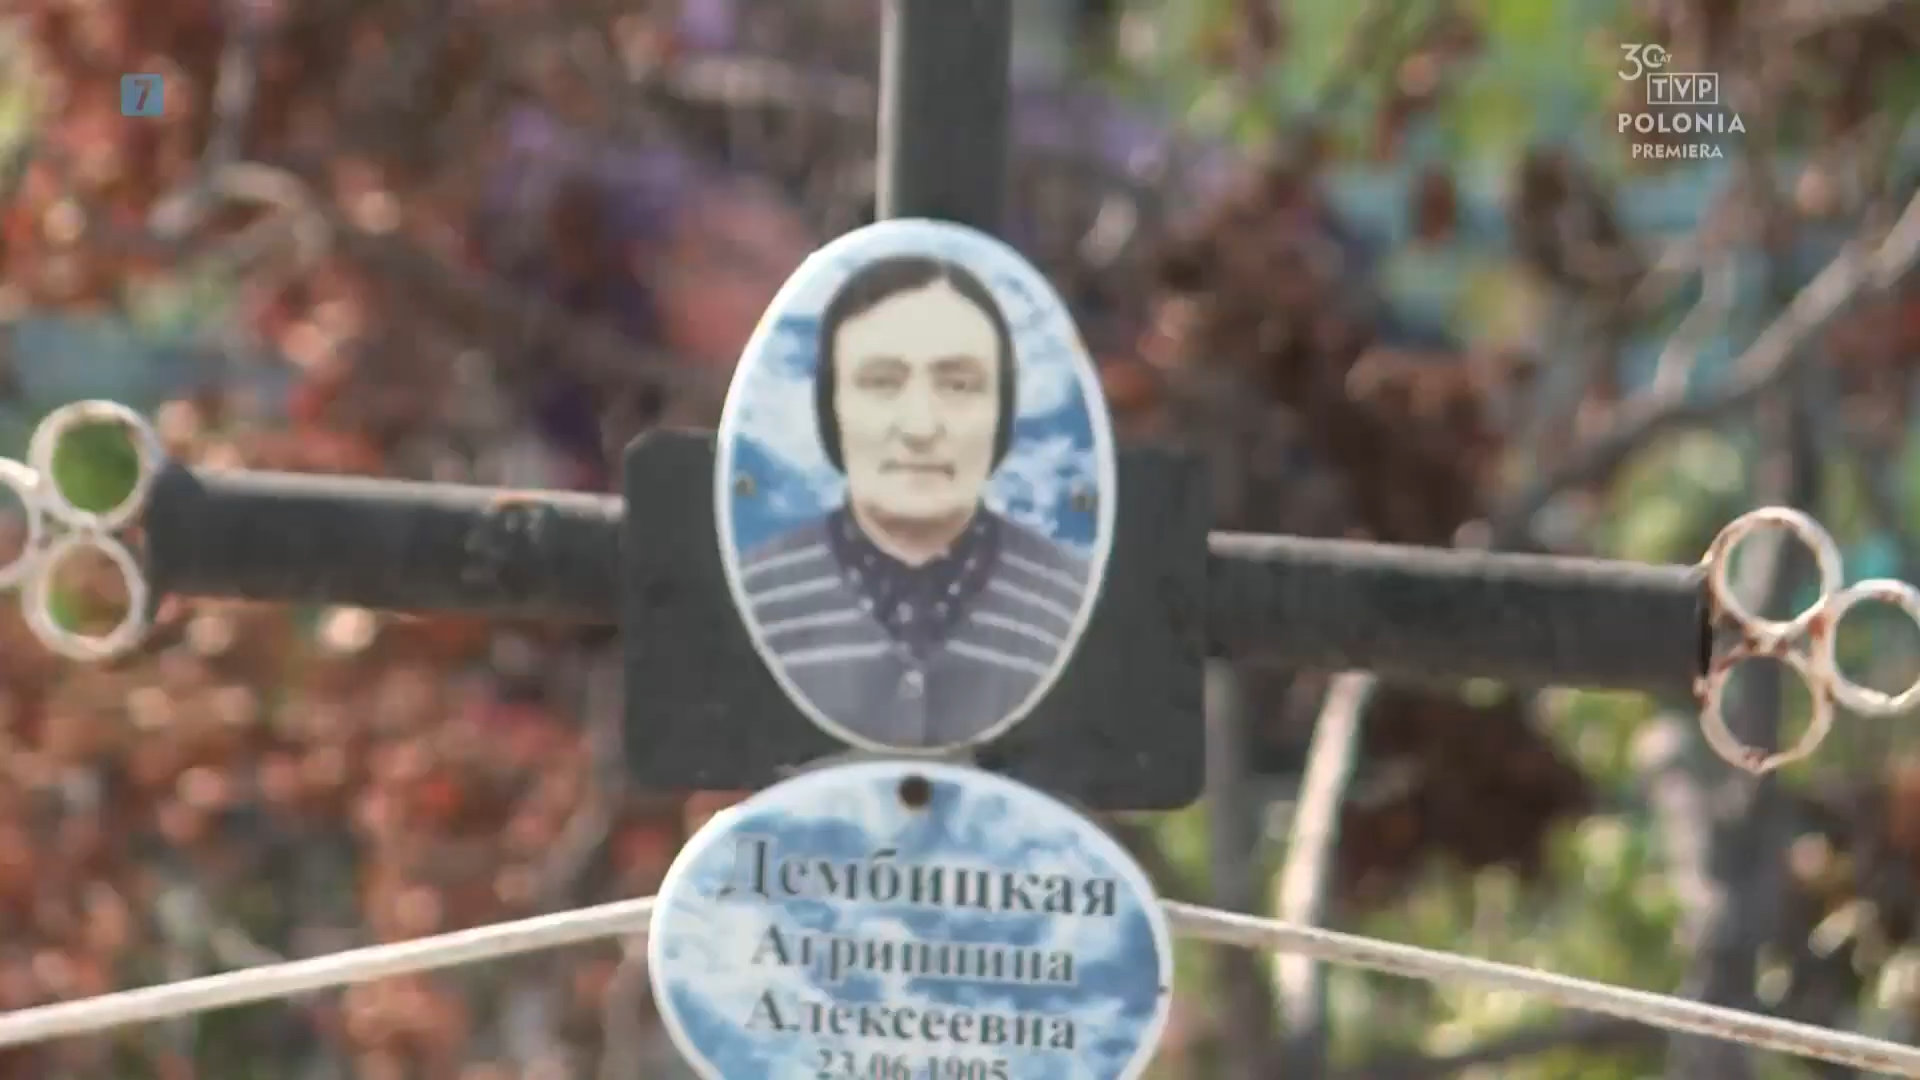 7
30 LAT
TVP
POLONIA
PREMIERA
Дембицкая
Агриппина
Алексеевна
23.06.1905